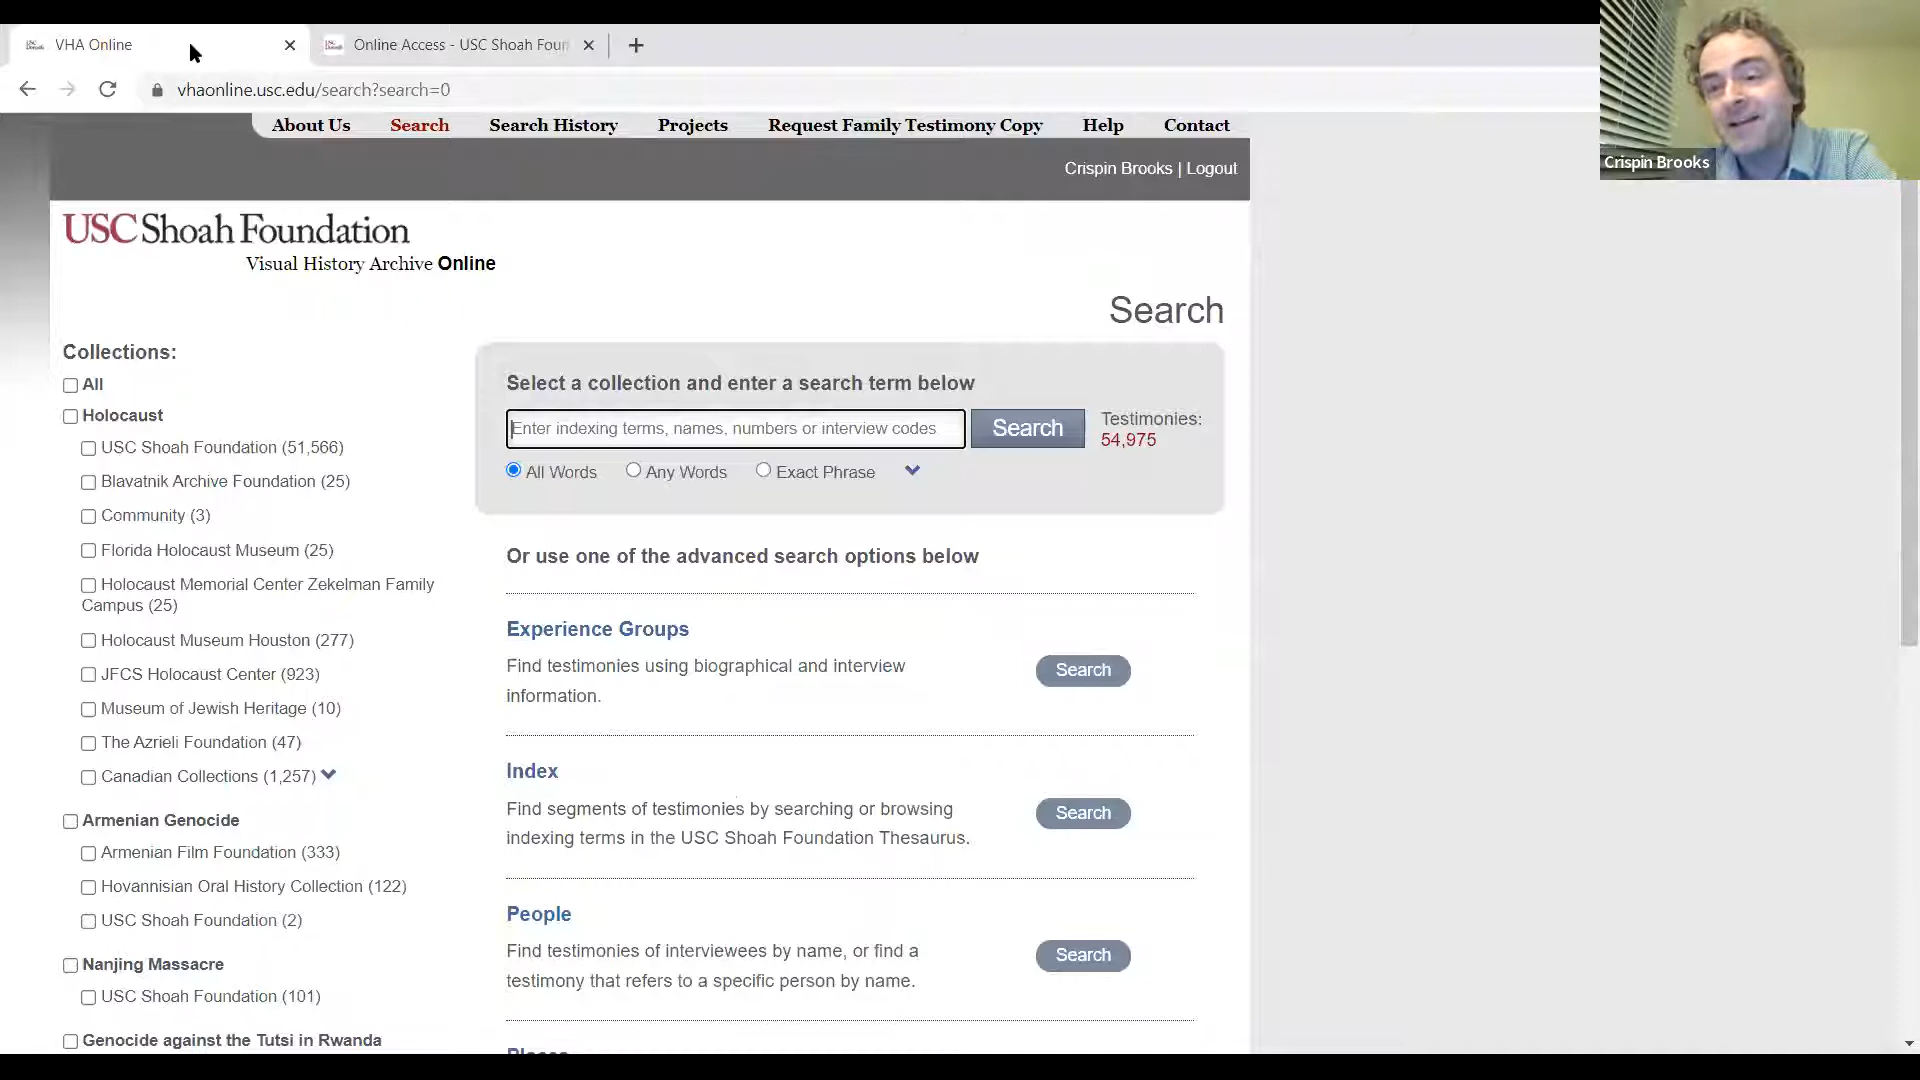 VHA Online
Online Access - USC Shoah Foun
vhaonline.usc.edu/search?search=0
Crispin Brooks
About Us Search Search History Projects Request Family Testimony Copy Help Contact
Crispin Brooks | Logout
USC Shoah Foundation
Visual History Archive Online
Search
Collections:
All
Holocaust
USC Shoah Foundation (51,566)
Blavatnik Archive Foundation (25)
Community (3)
Florida Holocaust Museum (25)
Holocaust Memorial Center Zekelman Family
Campus (25)
Holocaust Museum Houston (277)
JFCS Holocaust Center (923)
Museum of Jewish Heritage (10)
The Azrieli Foundation (47)
Canadian Collections (1,257)
Armenian Genocide
Armenian Film Foundation (333)
Hovannisian Oral History Collection (122)
USC Shoah Foundation (2)
Nanjing Massacre
USC Shoah Foundation (101)
Genocide against the Tutsi in Rwanda
Select a collection and enter a search term below
Enter indexing terms, names, numbers or interview codes
Search
Testimonies:
54,975
All Words Any Words Exact Phrase
Or use one of the advanced search options below
Experience Groups
Find testimonies using biographical and interview
information.
Search
Index
Find segments of testimonies by searching or browsing
indexing terms in the USC Shoah Foundation Thesaurus.
Search
People
Find testimonies of interviewees by name, or find a
testimony that refers to a specific person by name.
Search